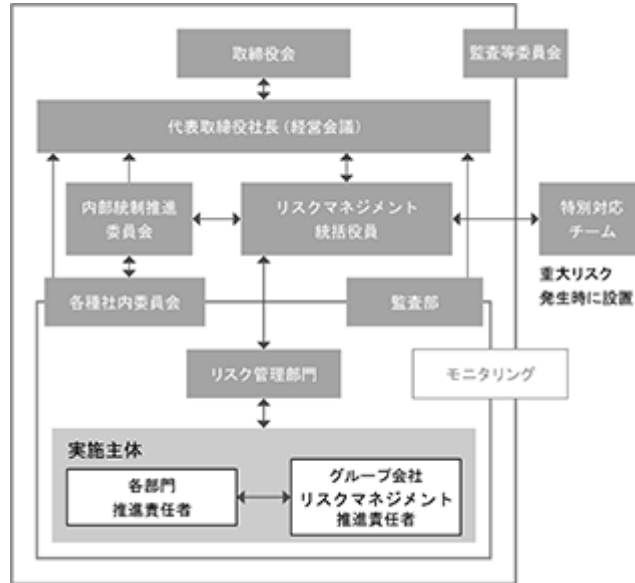 取締役会
監査等委員会
代表取締役社長（経営会議）
内部統制推進
委員会
リスクマネジメント
統括役員
特別対応
チーム
重大リスク
発生時に設置
各種社内委員会
監査部
リスク管理部門
モニタリング
実施主体
各部門
推進責任者
グループ会社
リスクマネジメント
推進責任者